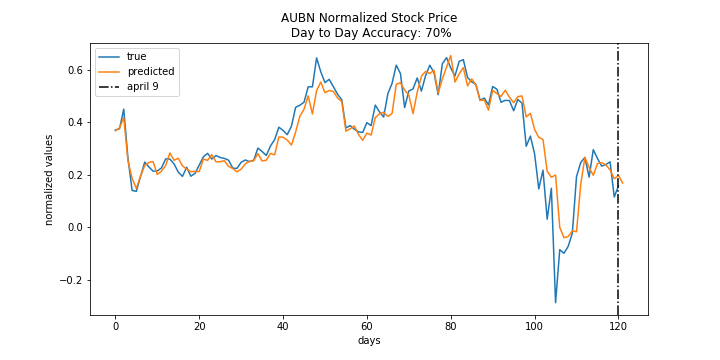 AUBN Normalized Stock Price
Day to Day Accuracy: 70%
true
predicted
april 9
normalized values
0.6
0.4
0.2
0.0
−0.2
0
20
40
60
80
100
120
days